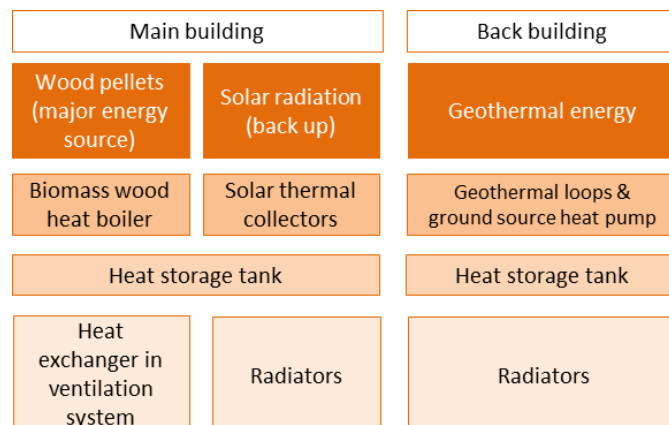 Main building
Back building
Wood pellets
(major energy
source)
Solar radiation
(back up)
Geothermal energy
Biomass wood
heat boiler
Solar thermal
collectors
Geothermal loops &
ground source heat pump
Heat storage tank
Heat storage tank
Heat
exchanger in
ventilation
system
Radiators
Radiators